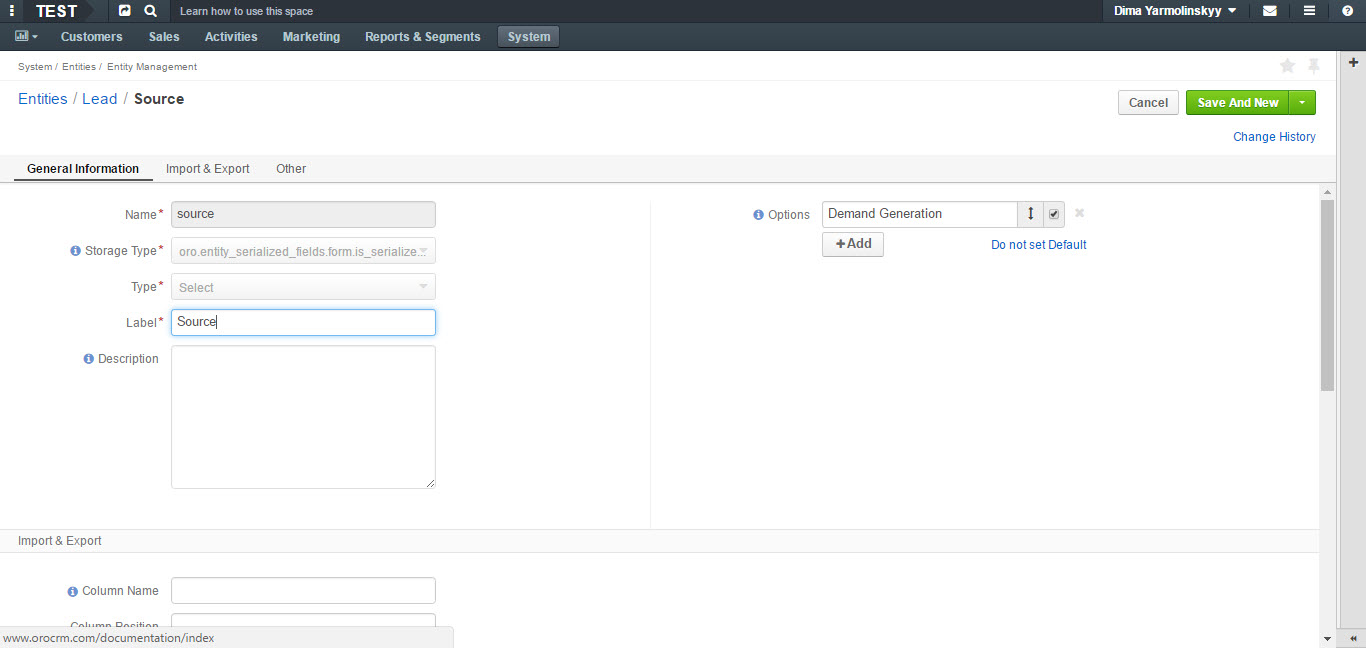 TEST Learn how to use this space Dima Yarmolinskyy
Customers Sales Activities Marketing Reports & Segments System
System / Entities / Entity Management
Entities / Lead / Source
Cancel Save And New
Change History
General Information Import & Export Other
Name* source
Options Demand Generation
Storage Type* oro.entity_serialized_fields.form.is_serialize...
+Add Do not set Default
Type* Select
Label* Source
Description
Import & Export
Column Name
Column Position
www.orocrm.com/documentation/index